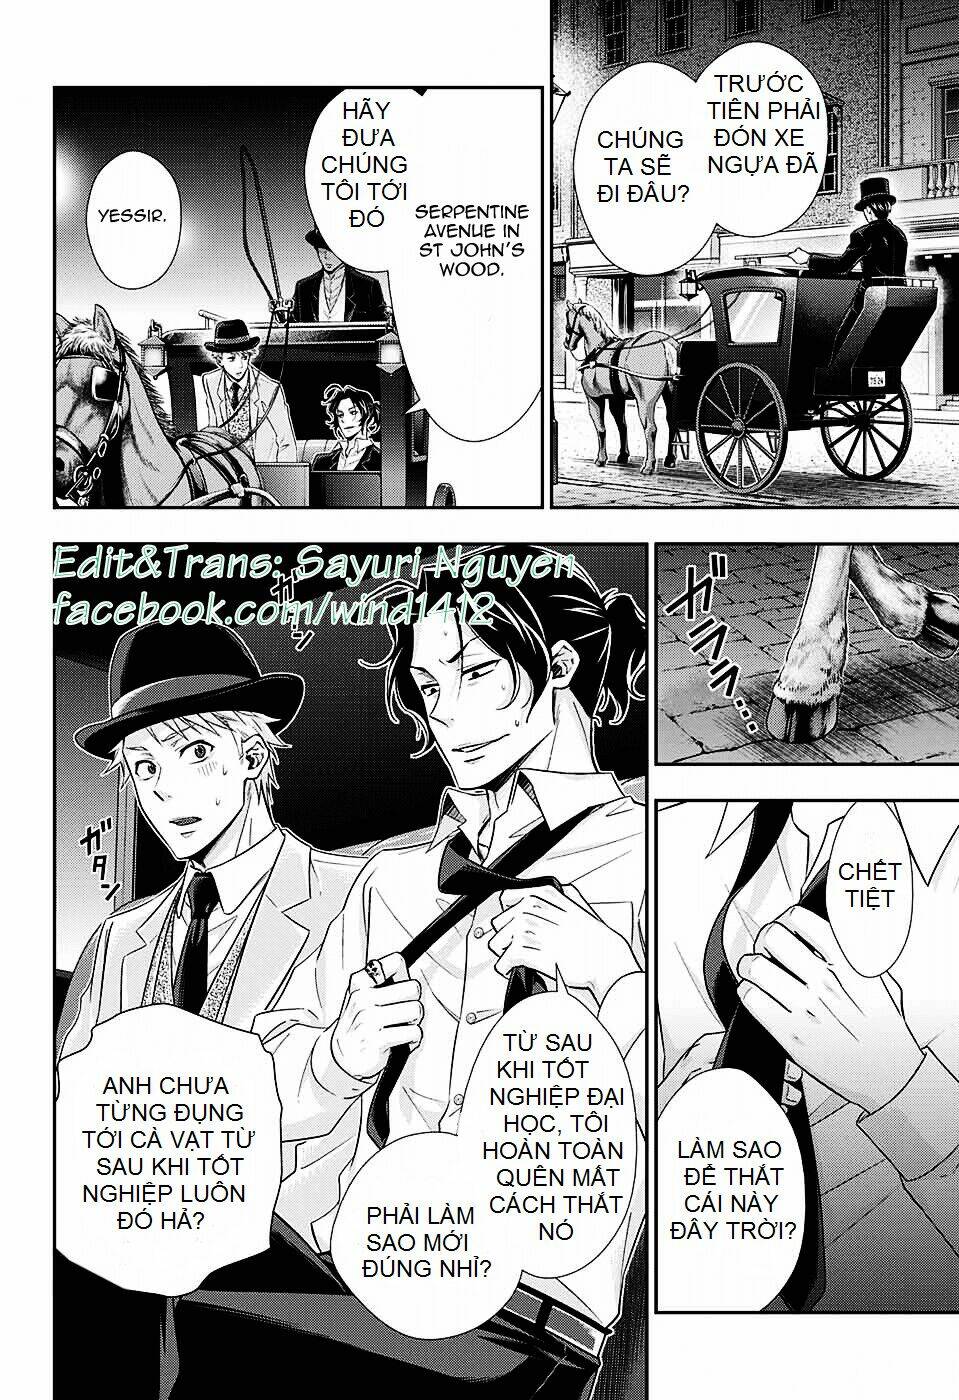 TRƯỚC
TIÊN PHẢI
ĐÓN XE
NGỰA ĐÃ
CHÚNG
TA SẼ
ĐI ĐÂU?
HÃY
ĐƯA
CHÚNG
TÔI TỚI
ĐÓ
SERPENTINE
AVENUE IN
ST JOHN'S
WOOD.
YESSIR.
Edit&Trans: Sayuri Nguyen
facebook.com/wind1412
CHẾT
TIỆT
LÀM SAO
ĐỂ THẮT
CÁI NÀY
ĐÂY TRỜI?
ガタン
TỪ SAU
KHI TỐT
NGHIỆP ĐẠI
HỌC, TÔI
HOÀN TOÀN
QUÊN MẤT
CÁCH THẮT
NÓ
PHẢI LÀM
SAO MỚI
ĐÚNG NHỈ?
ANH CHƯA
TỪNG ĐỤNG
TỚI CÀ VẠT TỪ
SAU KHI TỐT
NGHIỆP LUÔN
ĐÓ HẢ?